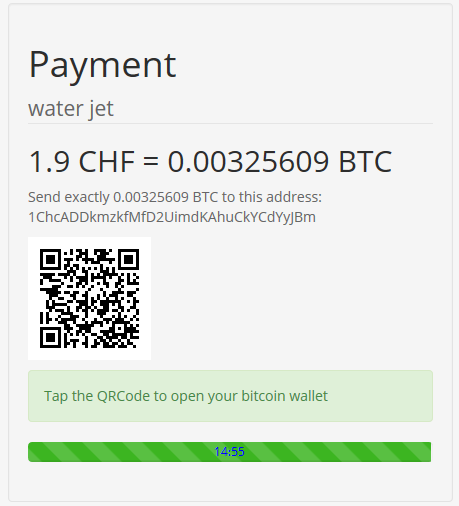 Payment
water jet
1.9 CHF = 0.00325609 BTC
Send exactly 0.00325609 BTC to this address:
1ChcADDkmzkfMfD2UimdKAhuCkYCdYyJBm
Tap the QRCode to open your bitcoin wallet
14:55